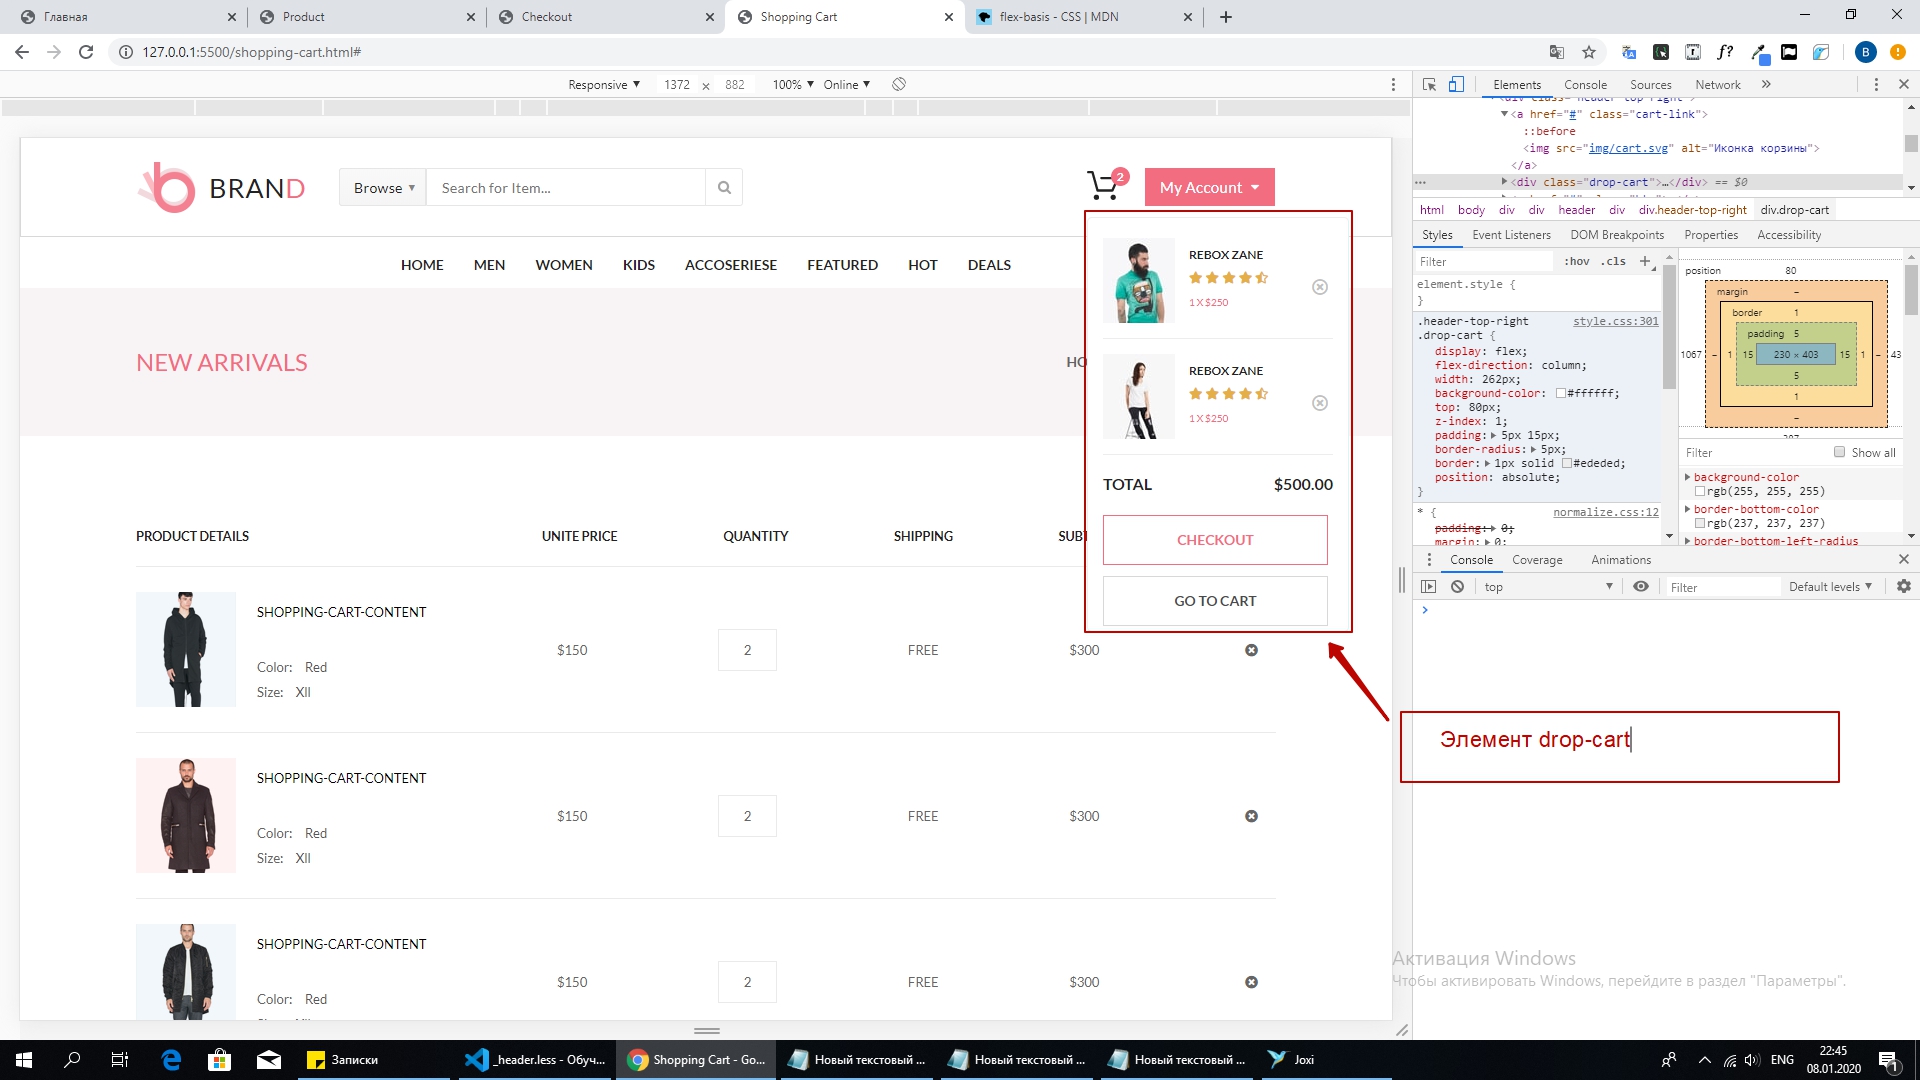 Главная
Product
Checkout
Shopping Cart
flex-basis - CSS | MDN
127.0.0.1:5500/shopping-cart.html#
B
Responsive ▼ 1372 x 882 100% ▼ Online ▼
BRAND
Browse ▼
Search for Item...
2
My Account
HOME MEN WOMEN KIDS ACCOSERIESE FEATURED HOT DEALS
NEW ARRIVALS
HO
REBOX ZANE
1 X $250
REBOX ZANE
1 X $250
TOTAL $500.00
CHECKOUT
GO TO CART
PRODUCT DETAILS UNITE PRICE QUANTITY SHIPPING SUBT
SHOPPING-CART-CONTENT
Color: Red
Size: Xll
$150 2 FREE $300
SHOPPING-CART-CONTENT
Color: Red
Size: Xll
$150 2 FREE $300
SHOPPING-CART-CONTENT
Color: Red
$150 2 FREE $300
Elements Console Sources Network »
<div class="header-top-right">
▼<a href="#" class="cart-link">
::before
<img src="img/cart.svg" alt="Иконка корзины">
</a>
▶<div class="drop-cart">…</div> == $0
html body div div header div div.header-top-right div.drop-cart
Styles Event Listeners DOM Breakpoints Properties Accessibility
Filter :hov .cls +
element.style {
}
.header-top-right .drop-cart { style.css:301
display: flex;
flex-direction: column;
width: 262px;
background-color: #ffffff;
top: 80px;
z-index: 1;
padding: ▶ 5px 15px;
border-radius: ▶ 5px;
border: ▶ 1px solid #ededed;
position: absolute;
}
* { normalize.css:12
padding: ▶ 0;
margin: ▶ 0;
position 80
margin –
border 1
padding 5
1067 – 1 15 230 × 403 15 1 – 43
5
1
–
Filter Show all
background-color
rgb(255, 255, 255)
border-bottom-color
rgb(237, 237, 237)
border-bottom-left-radius
Console Coverage Animations
top ▼ Filter Default levels ▼
Элемент drop-cart
Активация Windows
Чтобы активировать Windows, перейдите в раздел "Параметры".
Записки
_header.less - Обуч...
Shopping Cart - Go...
Новый текстовый ...
Новый текстовый ...
Новый текстовый ...
Joxi
ENG
22:45
08.01.2020
1